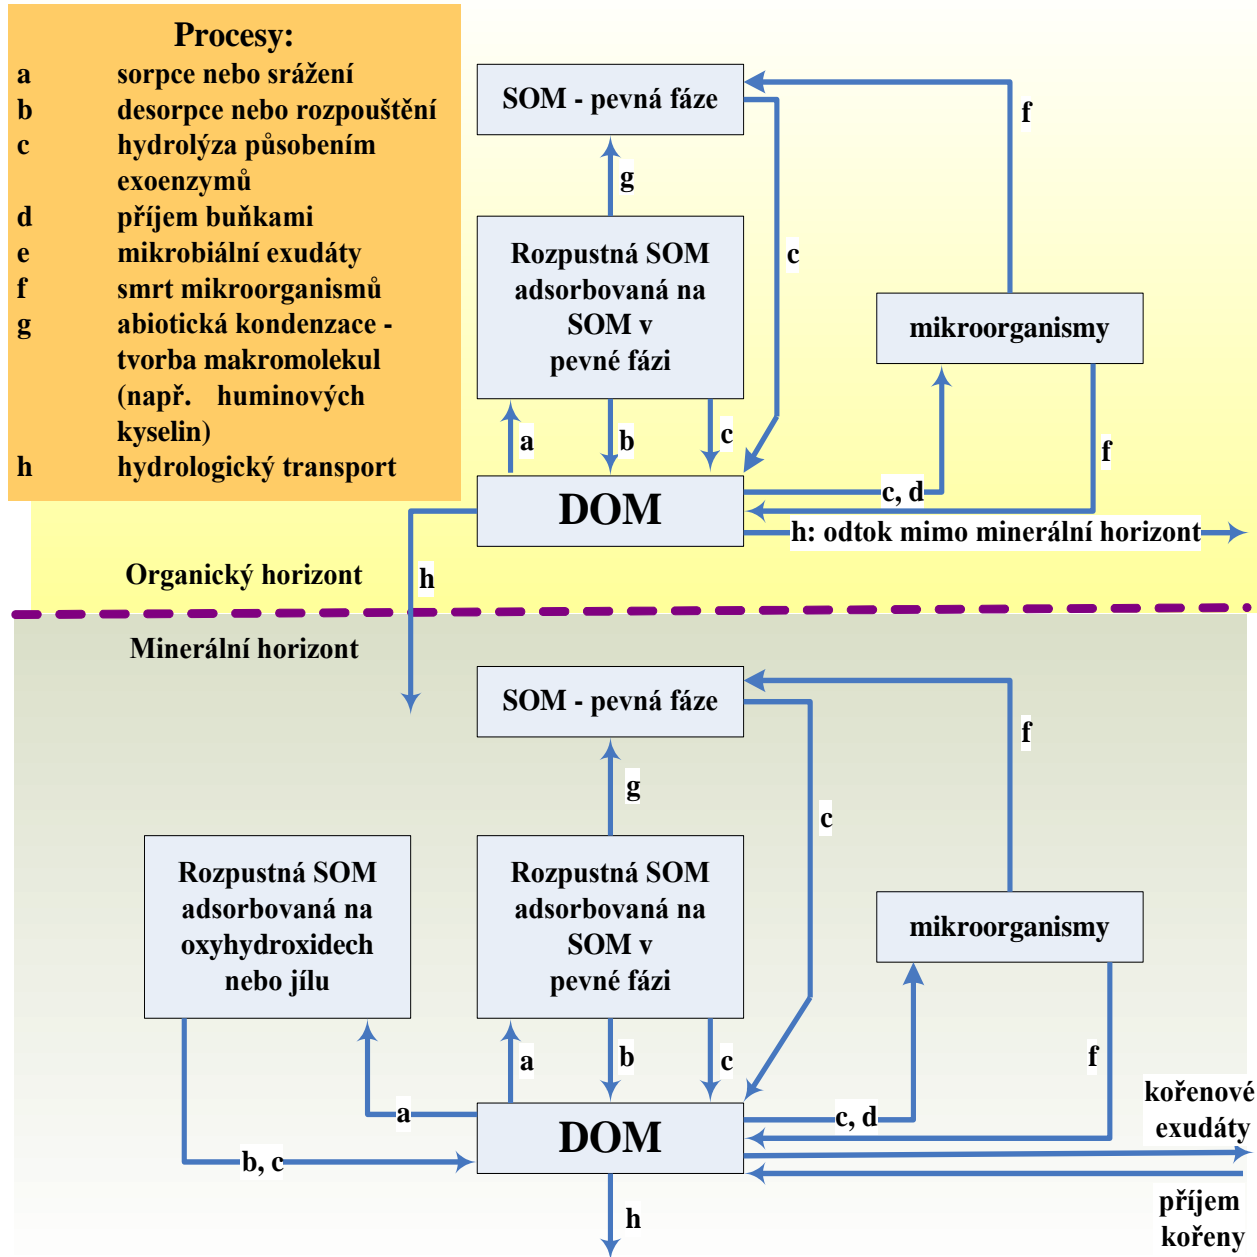 Procesy:
a sorpce nebo srážení
b desorpce nebo rozpouštění
c hydrolýza působením
exoenzymů
d příjem buňkami
e mikrobiální exudáty
f smrt mikroorganismů
g abiotická kondenzace -
tvorba makromolekul
(např. huminových
kyselin)
h hydrologický transport
SOM - pevná fáze
f
g
c
Rozpustná SOM
adsorbovaná na
SOM v
pevné fázi
mikroorganismy
a
b
c
f
DOM
c, d
h: odtok mimo minerální horizont
h
Organický horizont
Minerální horizont
SOM - pevná fáze
f
g
c
Rozpustná SOM
adsorbovaná na
oxyhydroxidech
nebo jílu
Rozpustná SOM
adsorbovaná na
SOM v
pevné fázi
mikroorganismy
a
b
c
f
a
DOM
c, d
b, c
kořenové
exudáty
h
příjem
kořeny